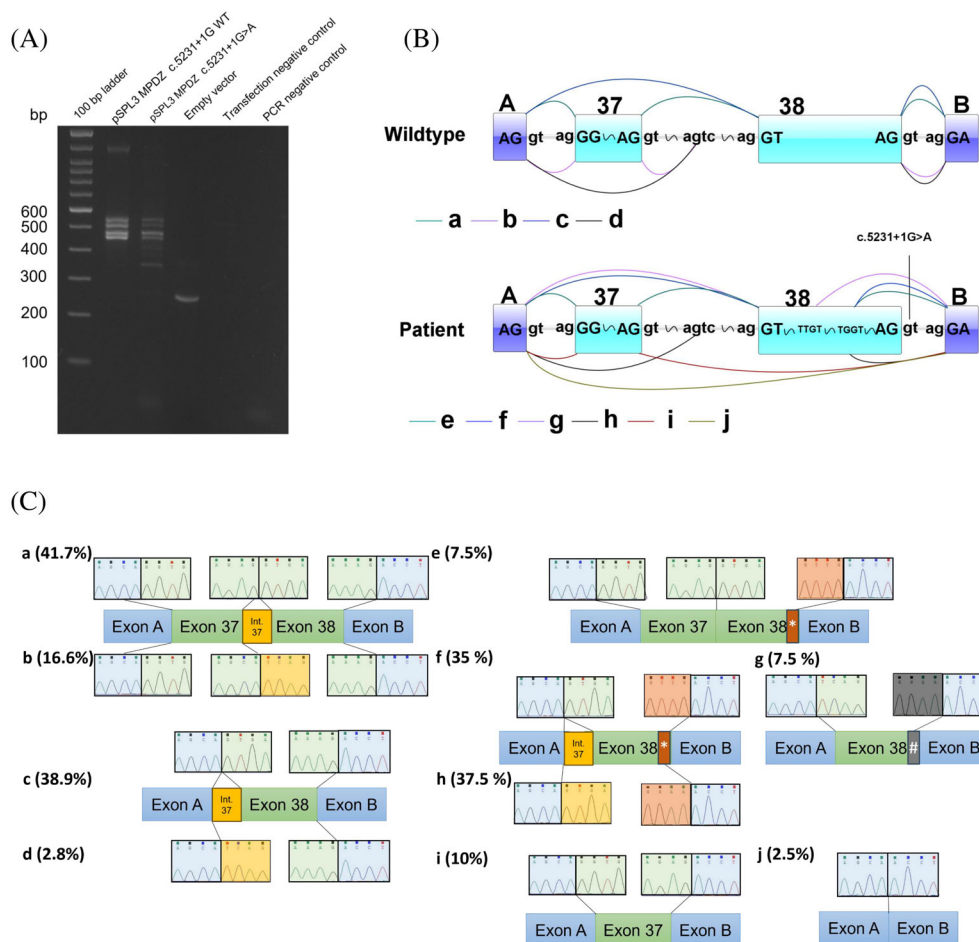 (A)
100 bp ladder
pSPL3 MPDZ c.5231+1G WT
pSPL3 MPDZ c.5231+1G>A
Empty vector
Transfection negative control
PCR negative control
bp
600
500
400
300
200
100
(B)
A 37 38 B
Wildtype AG gt ag GG AG gt agtc ag GT AG gt ag GA
a b c d
c.5231+1G>A
A 37 38 B
Patient AG gt ag GG AG gt agtc ag GT TTGT TGGT AG gt ag GA
e f g h i j
(C)
a (41.7%)
Exon A Exon 37 Int. 37 Exon 38 Exon B
b (16.6%)
c (38.9%)
Exon A Int. 37 Exon 38 Exon B
d (2.8%)
e (7.5%)
Exon A Exon 37 Exon 38 * Exon B
f (35 %)
Exon A Int. 37 Exon 38 * Exon B
g (7.5 %)
Exon A Exon 38 # Exon B
h (37.5 %)
i (10%)
Exon A Exon 37 Exon B
j (2.5%)
Exon A Exon B